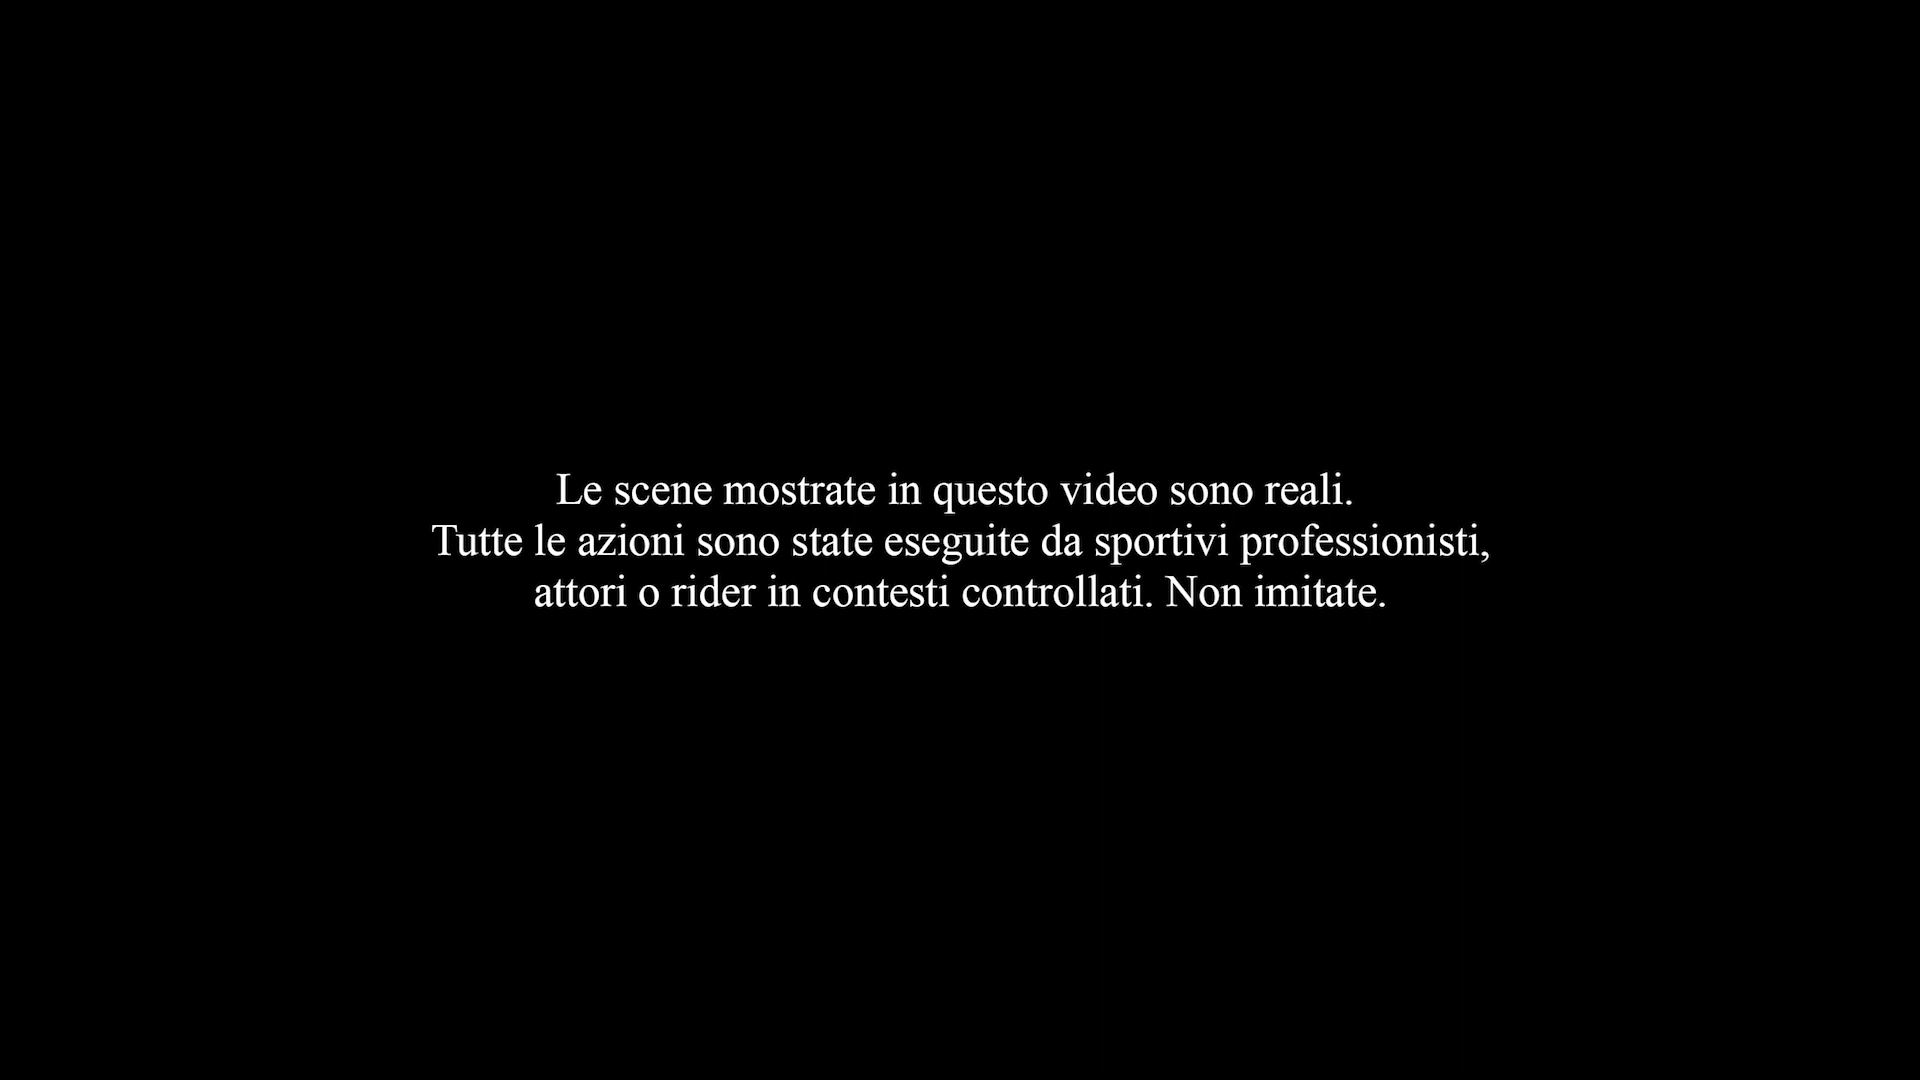 Le scene mostrate in questo video sono reali.
Tutte le azioni sono state eseguite da sportivi professionisti,
attori o rider in contesti controllati. Non imitate.